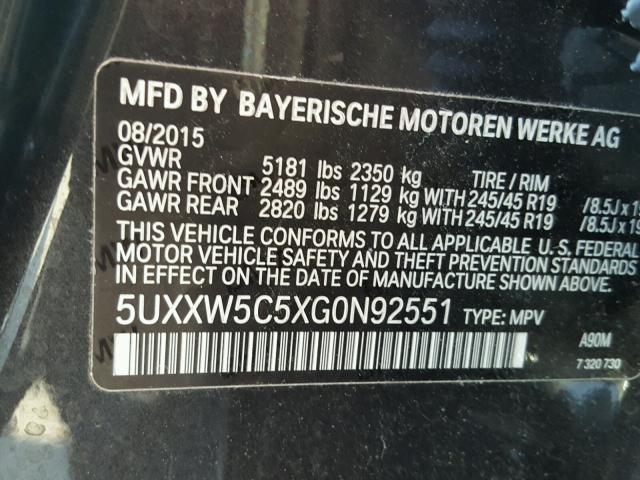 MFD BY BAYERISCHE MOTOREN WERKE AG
08/2015
GVWR 5181 lbs 2350 kg TIRE / RIM
GAWR FRONT 2489 lbs 1129 kg WITH 245/45 R19 /8.5J x 19
GAWR REAR 2820 lbs 1279 kg WITH 245/45 R19 /8.5J x 19
THIS VEHICLE CONFORMS TO ALL APPLICABLE U.S. FEDERAL
MOTOR VEHICLE SAFETY AND THEFT PREVENTION STANDARDS
IN EFFECT ON THE DATE OF MANUFACTURE SHOWN ABOVE.
5UXXW5C5XG0N92551 TYPE: MPV
A90M
7 320 730